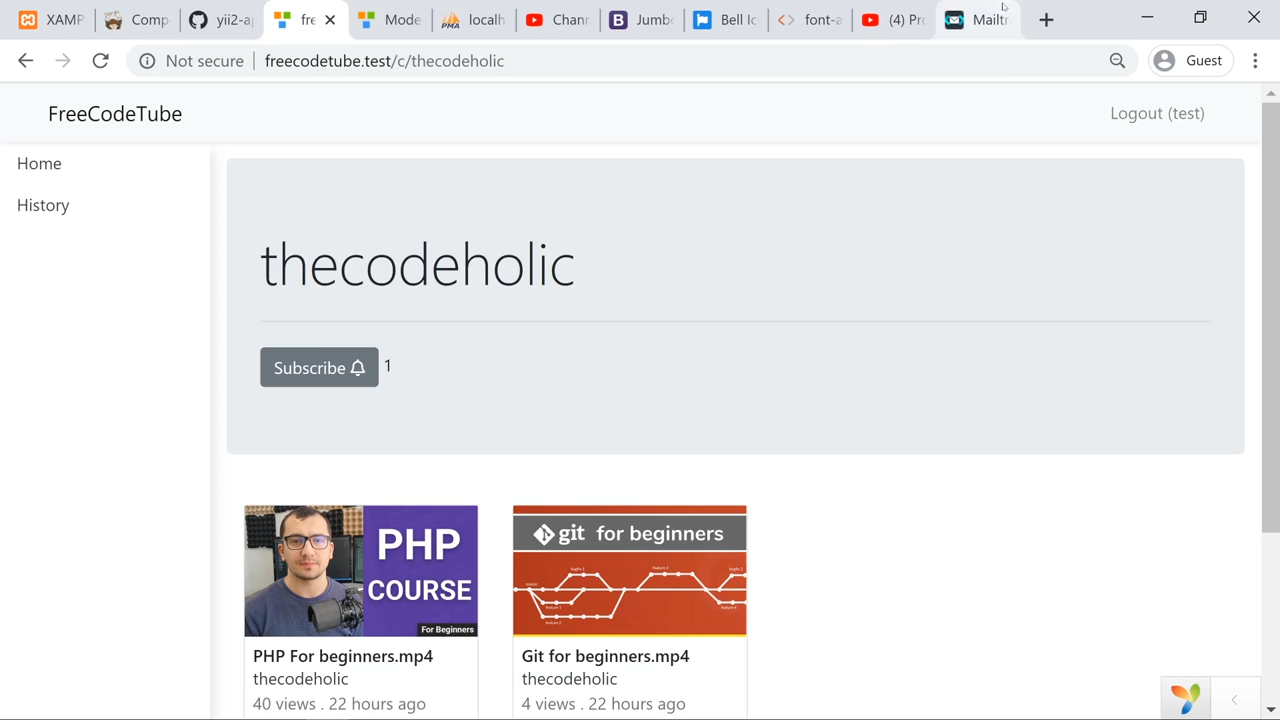 XAMP
Comp
yii2-a
fre
Mode
localh
Chan
Jumb
Bell Ic
font-a
(4) Pr
Mailtr
Not secure
freecodetube.test/c/thecodeholic
Guest
FreeCodeTube
Logout (test)
Home
History
thecodeholic
Subscribe 1
PHP
COURSE
For Beginners
git for beginners
PHP For beginners.mp4
thecodeholic
40 views . 22 hours ago
Git for beginners.mp4
thecodeholic
4 views . 22 hours ago